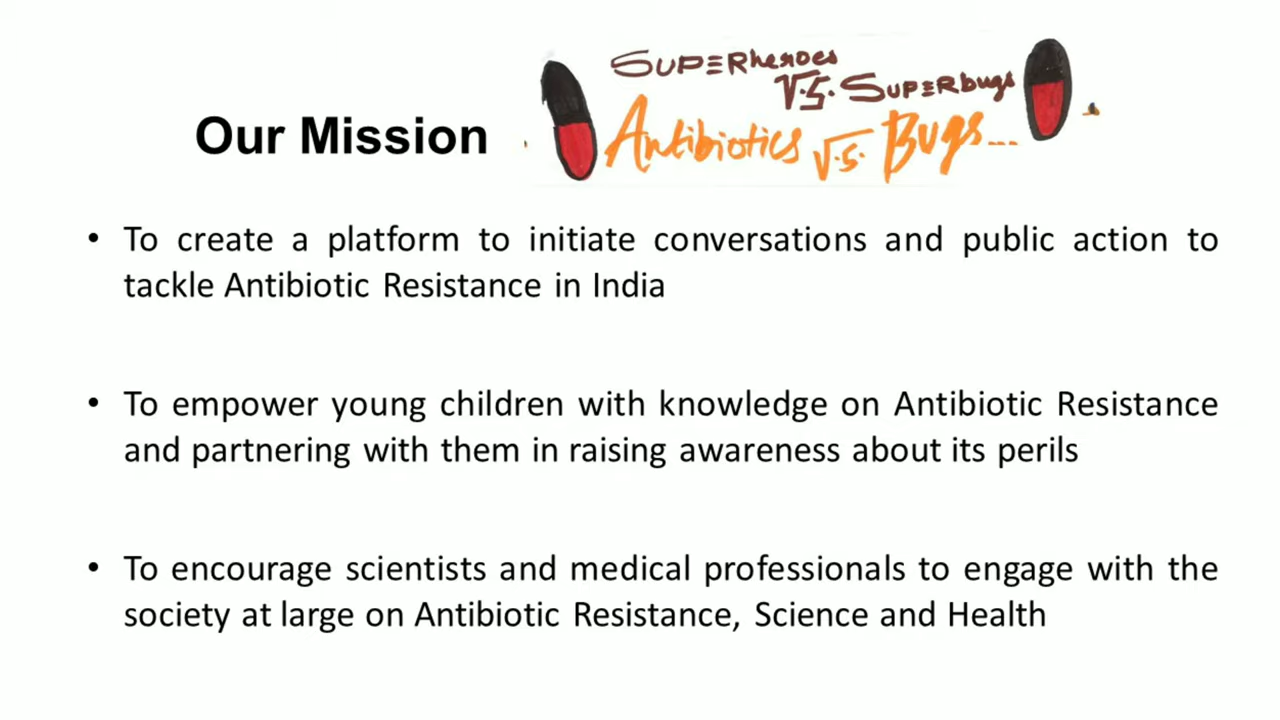 SUPERheroes
V.S. SUPERbugs
Our Mission
Antibiotics V.S. Bugs...
• To create a platform to initiate conversations and public action to
tackle Antibiotic Resistance in India
• To empower young children with knowledge on Antibiotic Resistance
and partnering with them in raising awareness about its perils
• To encourage scientists and medical professionals to engage with the
society at large on Antibiotic Resistance, Science and Health